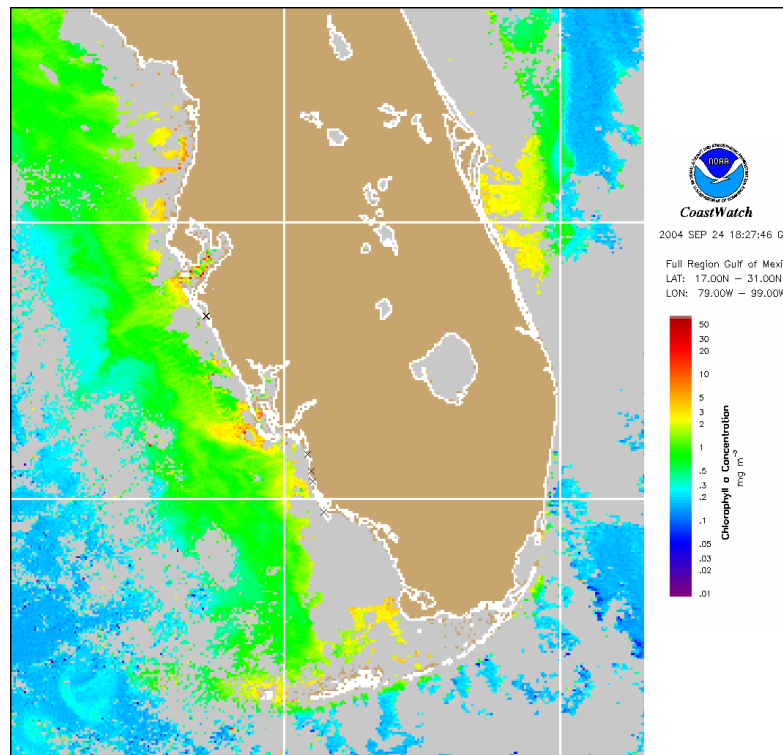 NOAA
CoastWatch
2004 SEP 24 18:27:46 G
Full Region Gulf of Mexi
LAT: 17.00N – 31.00N
LON: 79.00W – 99.00W
50
30
20
10
5
3
2
1
.5
.3
.2
.1
.05
.03
.02
.01
Chlorophyll a Concentration
mg m⁻³